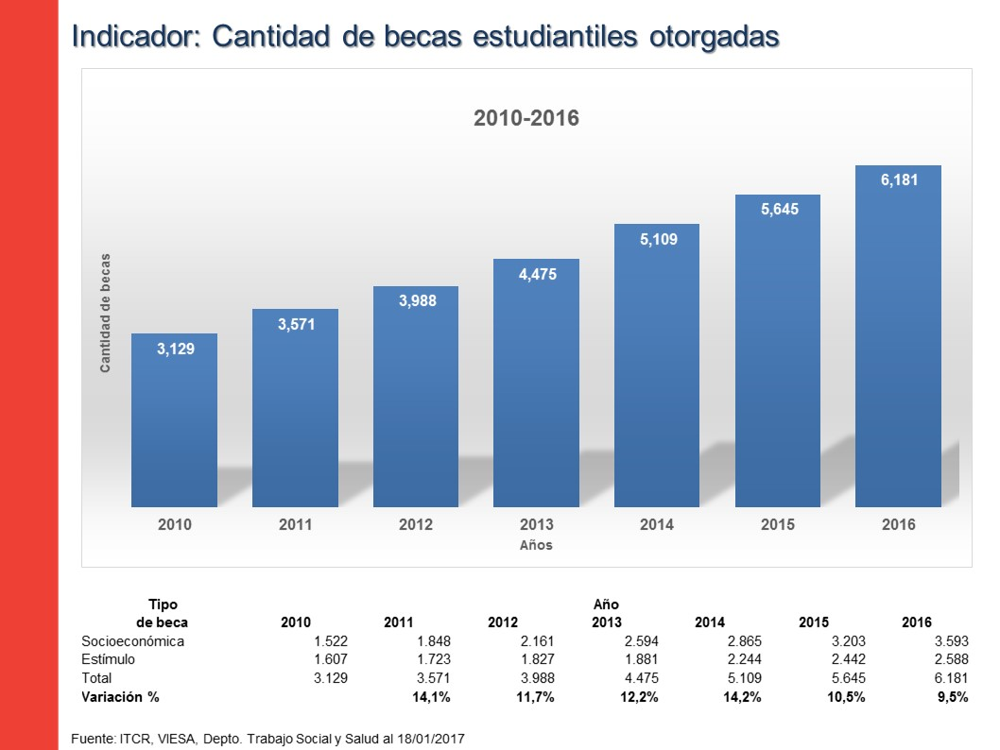 Indicador: Cantidad de becas estudiantiles otorgadas
2010-2016
Cantidad de becas
3,129
3,571
3,988
4,475
5,109
5,645
6,181
2010 2011 2012 2013 2014 2015 2016
Años
Tipo Año
de beca 2010 2011 2012 2013 2014 2015 2016
Socioeconómica 1.522 1.848 2.161 2.594 2.865 3.203 3.593
Estímulo 1.607 1.723 1.827 1.881 2.244 2.442 2.588
Total 3.129 3.571 3.988 4.475 5.109 5.645 6.181
Variación % 14,1% 11,7% 12,2% 14,2% 10,5% 9,5%
Fuente: ITCR, VIESA, Depto. Trabajo Social y Salud al 18/01/2017